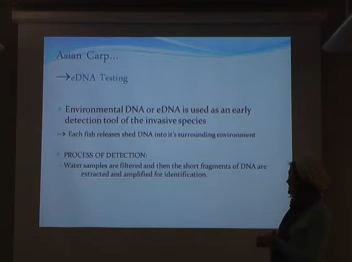 Asian Carp...
→eDNA Testing
Environmental DNA or eDNA is used as an early
detection tool of the invasive species
→ Each fish releases shed DNA into it's surrounding environment
PROCESS OF DETECTION:
Water samples are filtered and then the short fragments of DNA are
extracted and amplified for identification.